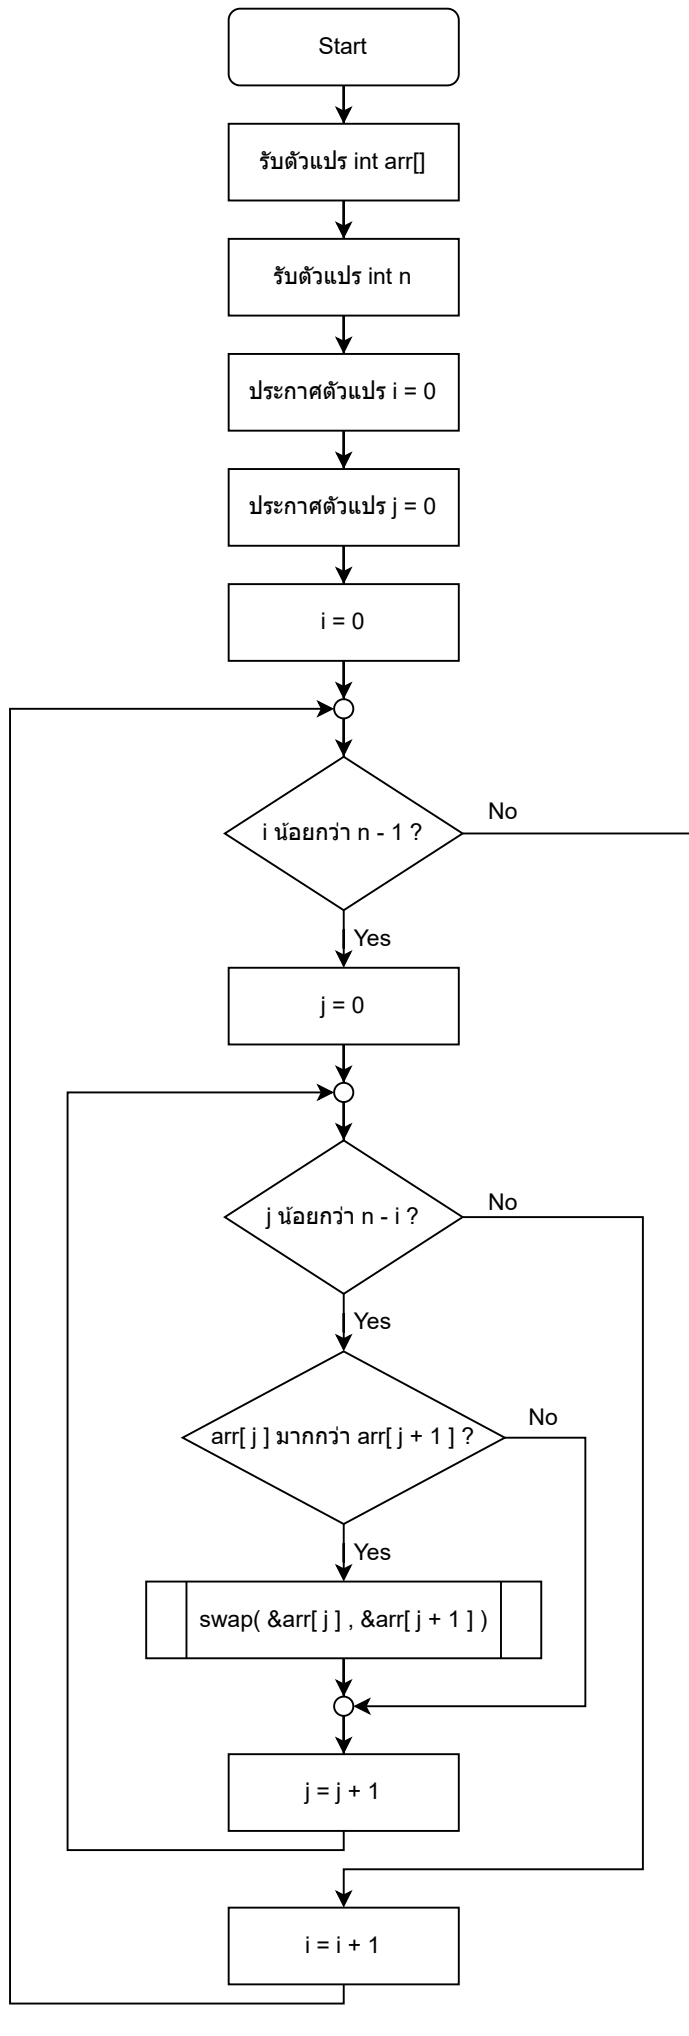 Start
รับตัวแปร int arr[]
รับตัวแปร int n
ประกาศตัวแปร i = 0
ประกาศตัวแปร j = 0
i = 0
i น้อยกว่า n - 1 ?
No
Yes
j = 0
j น้อยกว่า n - i ?
No
Yes
arr[ j ] มากกว่า arr[ j + 1 ] ?
No
Yes
swap( &arr[ j ] , &arr[ j + 1 ] )
j = j + 1
i = i + 1